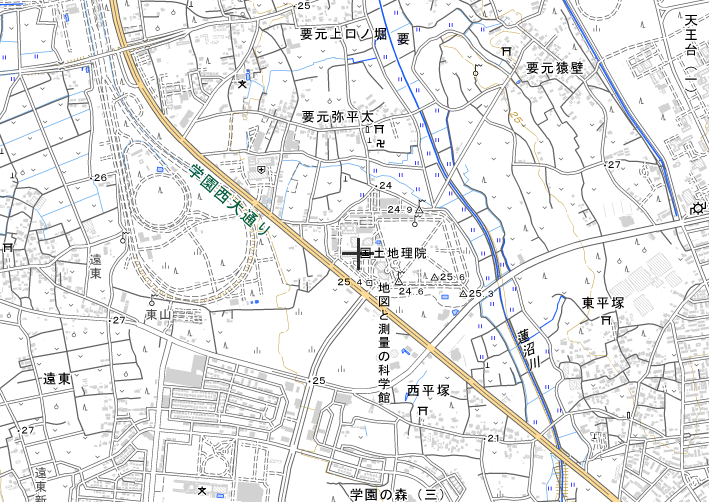 25
要元上口ノ堀
要
天王台（一）
要元猿壁
25
要元弥平太
27
26
24
学園西大通り
24.9
国土地理院
遠東
25.4
24.6
25.6
25.3
東平塚
地図と測量の科学館
蓮沼川
東山
27
25
遠東
西平塚
27
21
遠東新
学園の森（三）